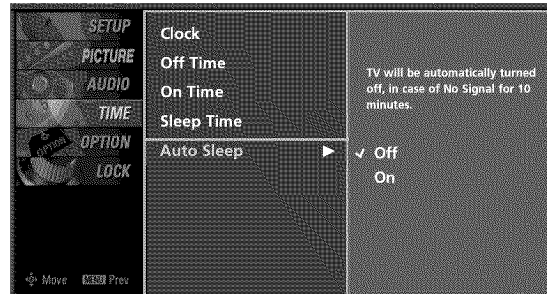 SETUP
PICTURE
AUDIO
TIME
OPTION
LOCK
Move MENU Prev
Clock
Off Time
On Time
Sleep Time
Auto Sleep
TV will be automatically turned
off, in case of No Signal for 10
minutes.
Off
On